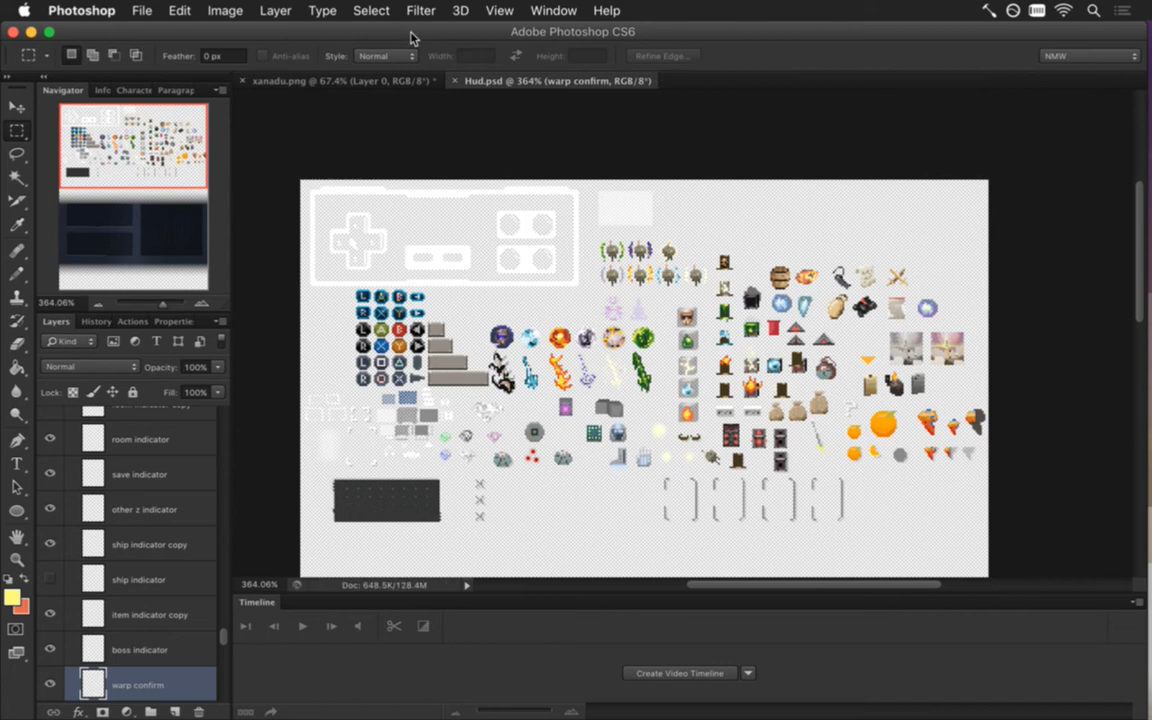 Photoshop File Edit Image Layer Type Select Filter 3D View Window Help
Adobe Photoshop CS6
Feather: 0 px Anti-alias Style: Normal Width: Height: Refine Edge... NMW
xanadu.png @ 67.4% (Layer 0, RGB/8*) * Hud.psd @ 364% (warp confirm, RGB/8*)
Navigator Info Characte Paragrap
364.06%
Layers History Actions Propertie
Kind
Normal Opacity: 100%
Lock: Fill: 100%
room indicator
save indicator
other z indicator
ship indicator copy
ship indicator
item indicator copy
boss indicator
warp confirm
L A B
R X Y
L A B
R X Y
L
R
364.06% Doc: 648.5K/128.4M
Timeline
Create Video Timeline